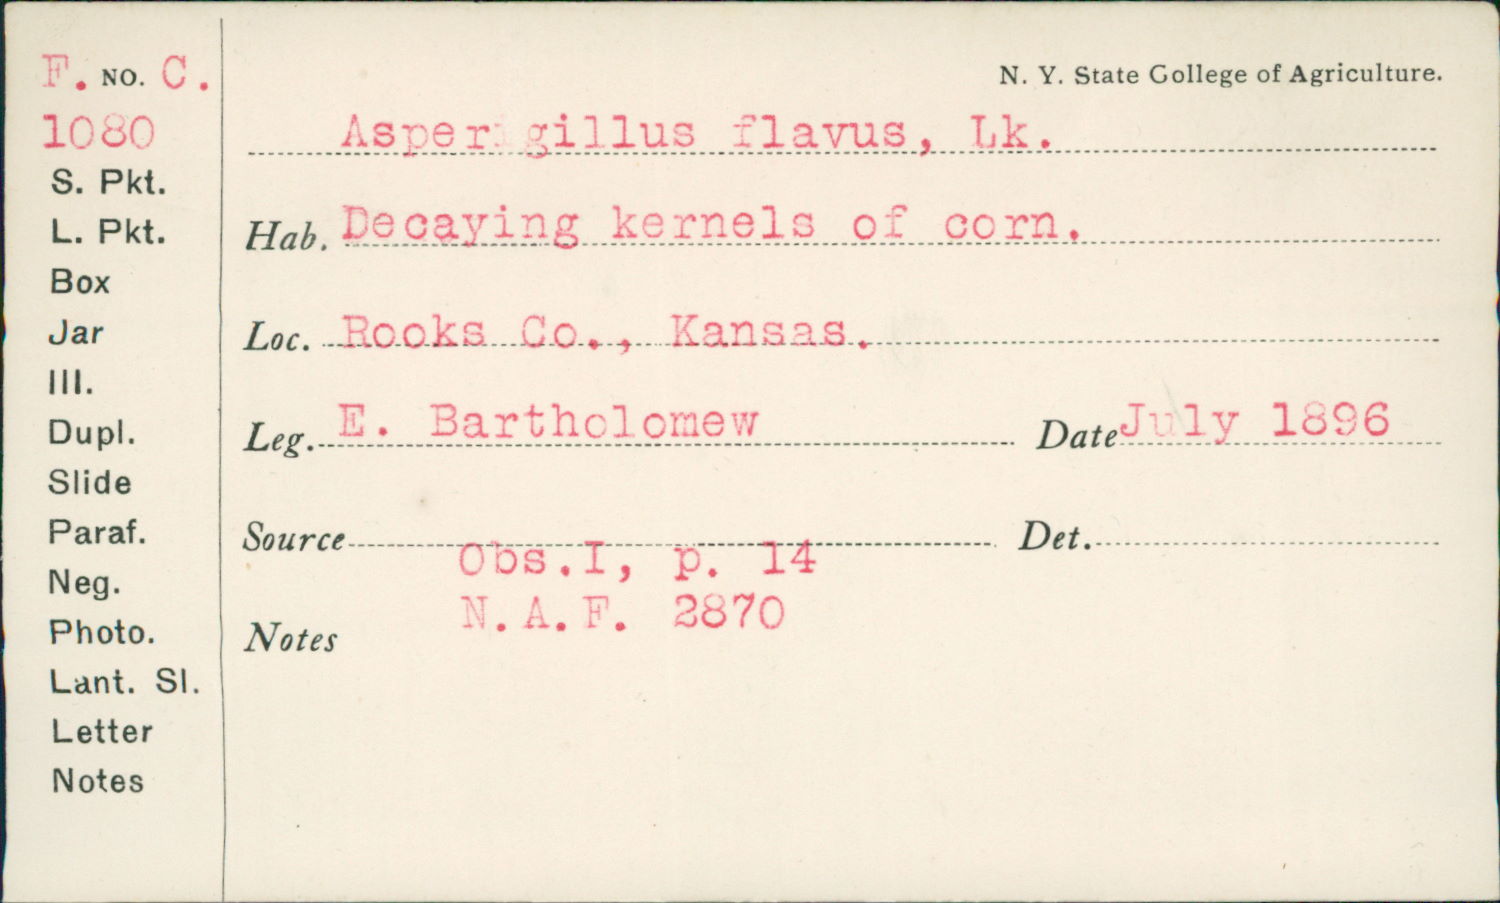 F. NO. C.
1080
S. Pkt.
L. Pkt.
Box
Jar
Ill.
Dupl.
Slide
Paraf.
Neg.
Photo.
Lant. Sl.
Letter
Notes
N. Y. State College of Agriculture.
Asper gillus flavus, Lk.
Hab. Decaying kernels of corn.
Loc. Rooks Co., Kansas.
Leg. E. Bartholomew Date July 1896
Source Det.
Obs.I, p. 14
N.A.F. 2870
Notes